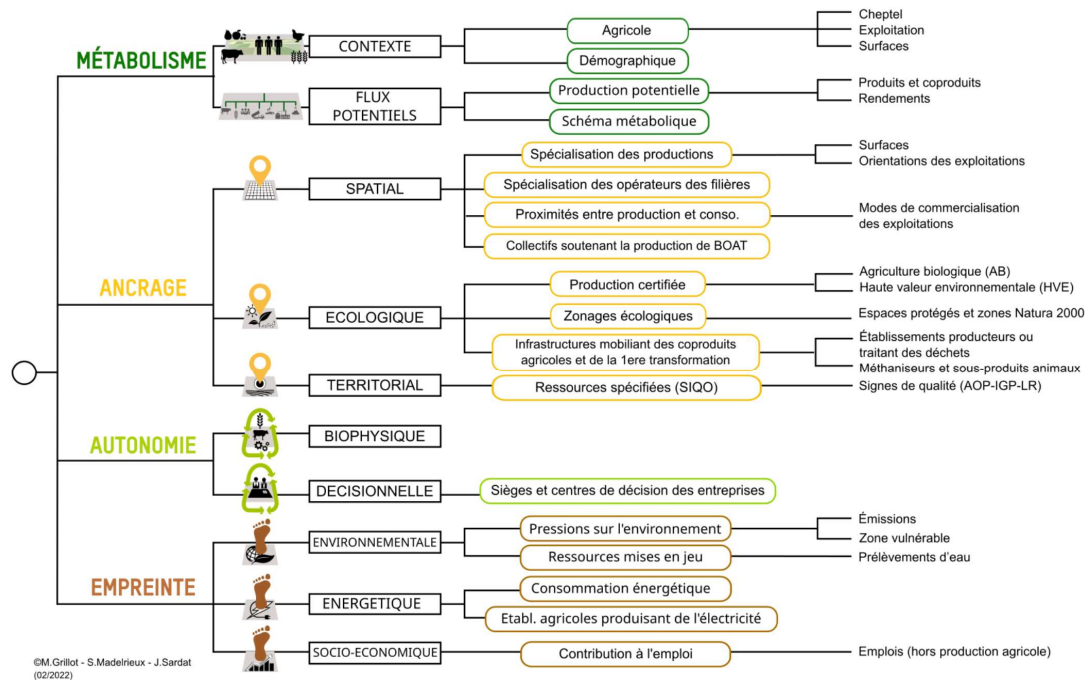 MÉTABOLISME
CONTEXTE
Agricole
Cheptel
Exploitation
Surfaces
Démographique
FLUX
POTENTIELS
Production potentielle
Produits et coproduits
Rendements
Schéma métabolique
ANCRAGE
SPATIAL
Spécialisation des productions
Surfaces
Orientations des exploitations
Spécialisation des opérateurs des filières
Proximités entre production et conso.
Modes de commercialisation
des exploitations
Collectifs soutenant la production de BOAT
ECOLOGIQUE
Production certifiée
Agriculture biologique (AB)
Haute valeur environnementale (HVE)
Zonages écologiques
Espaces protégés et zones Natura 2000
Infrastructures mobiliant des coproduits
agricoles et de la 1ere transformation
Établissements producteurs ou
traitant des déchets
Méthaniseurs et sous-produits animaux
TERRITORIAL
Ressources spécifiées (SIQO)
Signes de qualité (AOP-IGP-LR)
AUTONOMIE
BIOPHYSIQUE
DECISIONNELLE
Sièges et centres de décision des entreprises
EMPREINTE
ENVIRONNEMENTALE
Pressions sur l'environnement
Émissions
Zone vulnérable
Ressources mises en jeu
Prélèvements d'eau
ENERGETIQUE
Consommation énergétique
Etabl. agricoles produisant de l'électricité
SOCIO-ECONOMIQUE
Contribution à l'emploi
Emplois (hors production agricole)
©M.Grillot - S.Madelrieux - J.Sardat
(02/2022)